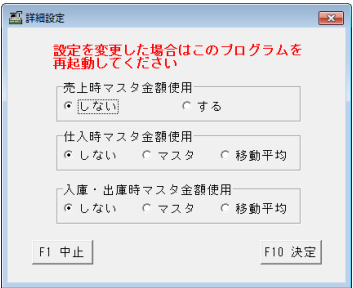 詳細設定
設定を変更した場合はこのプログラムを
再起動してください
売上時マスタ金額使用
しない する
仕入時マスタ金額使用
しない マスタ 移動平均
入庫・出庫時マスタ金額使用
しない マスタ 移動平均
F1 中止 F10 決定